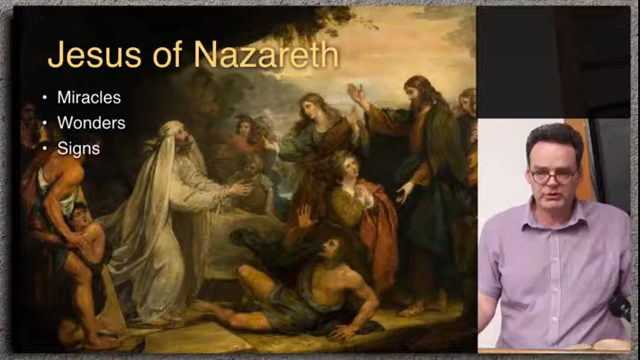 Jesus of Nazareth
• Miracles
• Wonders
• Signs